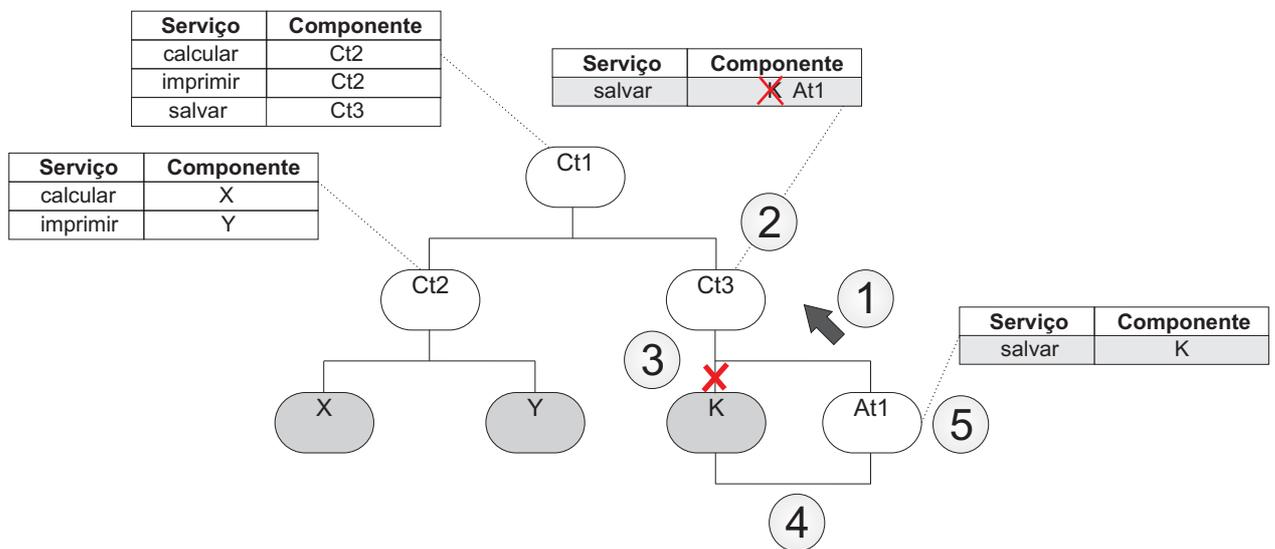 Serviço Componente
calcular Ct2
imprimir Ct2
salvar Ct3
Serviço Componente
salvar K At1
Serviço Componente
calcular X
imprimir Y
Ct1
2
Ct2
Ct3
1
Serviço Componente
salvar K
3
X
Y
K
At1
5
4